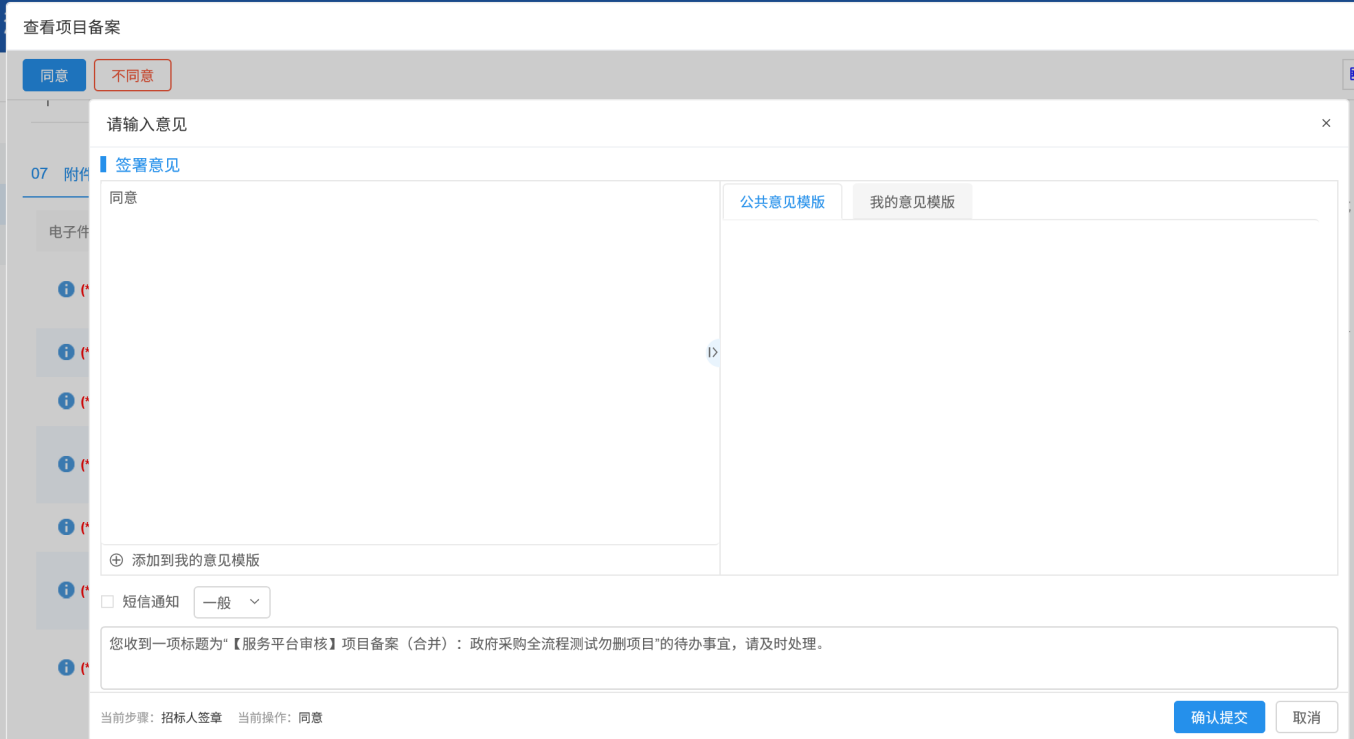 查看项目备案
同意 不同意
请输入意见 ×
签署意见
同意
公共意见模版 我的意见模版
07 附件
电子件
(*
(*
(*
(*
(*
(*
(*
添加到我的意见模版
短信通知 一般
您收到一项标题为“【服务平台审核】项目备案（合并）：政府采购全流程测试勿删项目”的待办事宜，请及时处理。
当前步骤：招标人签章 当前操作：同意
确认提交 取消